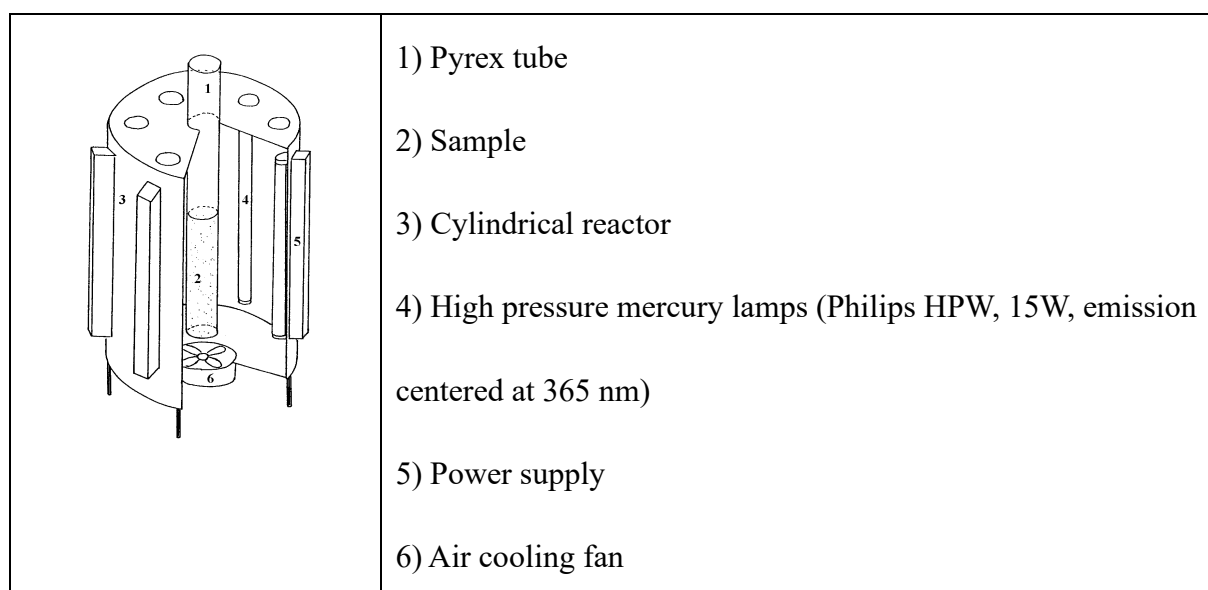 1
3
4
5
2
6
1) Pyrex tube
2) Sample
3) Cylindrical reactor
4) High pressure mercury lamps (Philips HPW, 15W, emission
centered at 365 nm)
5) Power supply
6) Air cooling fan